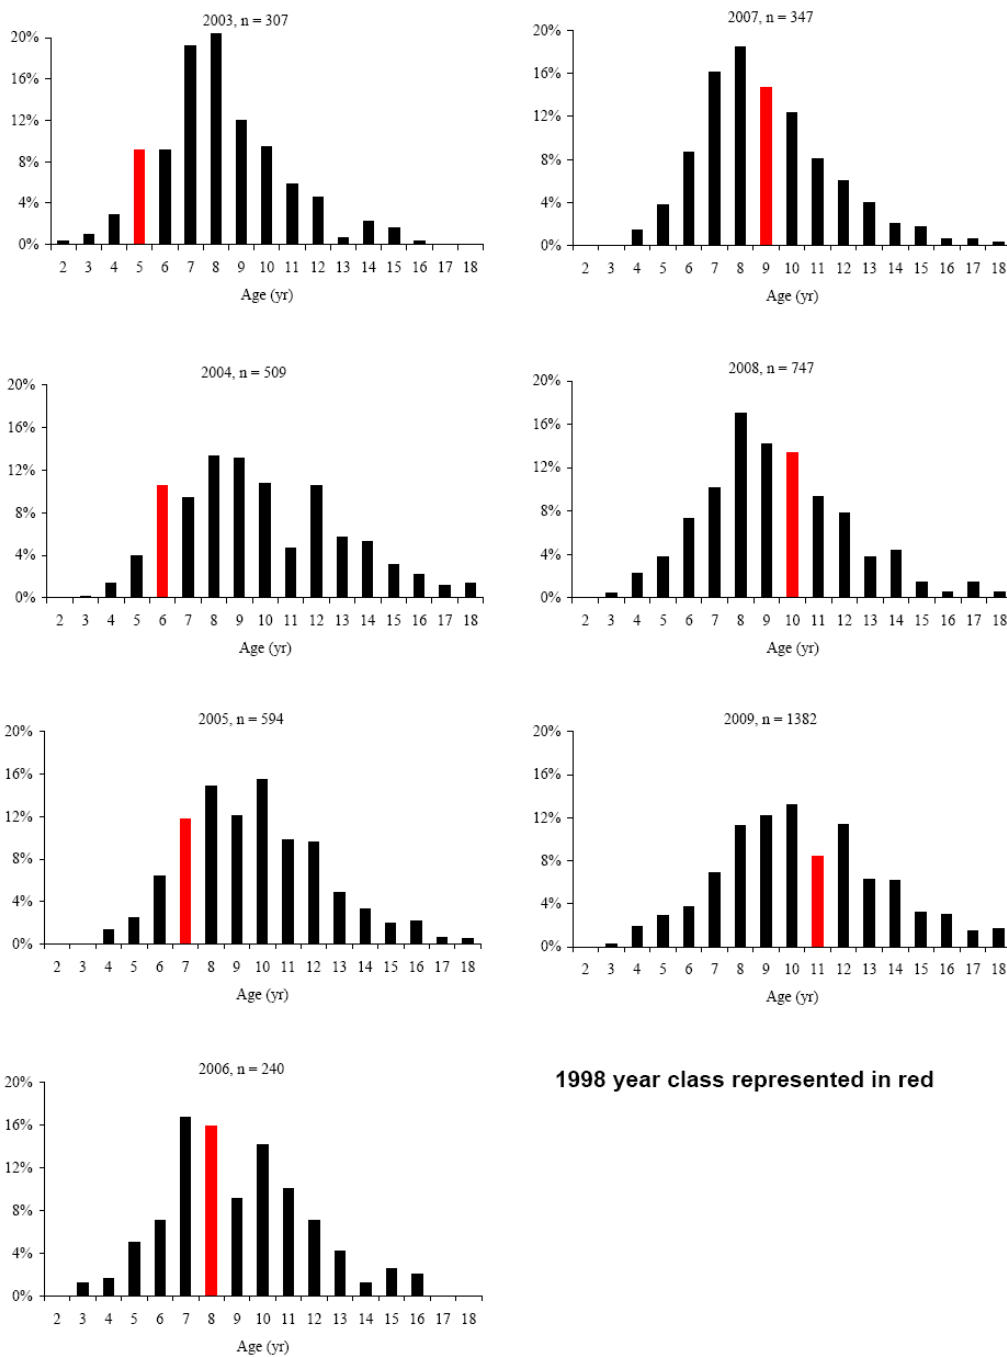 2003, n = 307
20%
16%
12%
8%
4%
0%
2 3 4 5 6 7 8 9 10 11 12 13 14 15 16 17 18
Age (yr)
2004, n = 509
20%
16%
12%
8%
4%
0%
2 3 4 5 6 7 8 9 10 11 12 13 14 15 16 17 18
Age (yr)
2005, n = 594
20%
16%
12%
8%
4%
0%
2 3 4 5 6 7 8 9 10 11 12 13 14 15 16 17 18
Age (yr)
2006, n = 240
20%
16%
12%
8%
4%
0%
2 3 4 5 6 7 8 9 10 11 12 13 14 15 16 17 18
Age (yr)
2007, n = 347
20%
16%
12%
8%
4%
0%
2 3 4 5 6 7 8 9 10 11 12 13 14 15 16 17 18
Age (yr)
2008, n = 747
20%
16%
12%
8%
4%
0%
2 3 4 5 6 7 8 9 10 11 12 13 14 15 16 17 18
Age (yr)
2009, n = 1382
20%
16%
12%
8%
4%
0%
2 3 4 5 6 7 8 9 10 11 12 13 14 15 16 17 18
Age (yr)
1998 year class represented in red